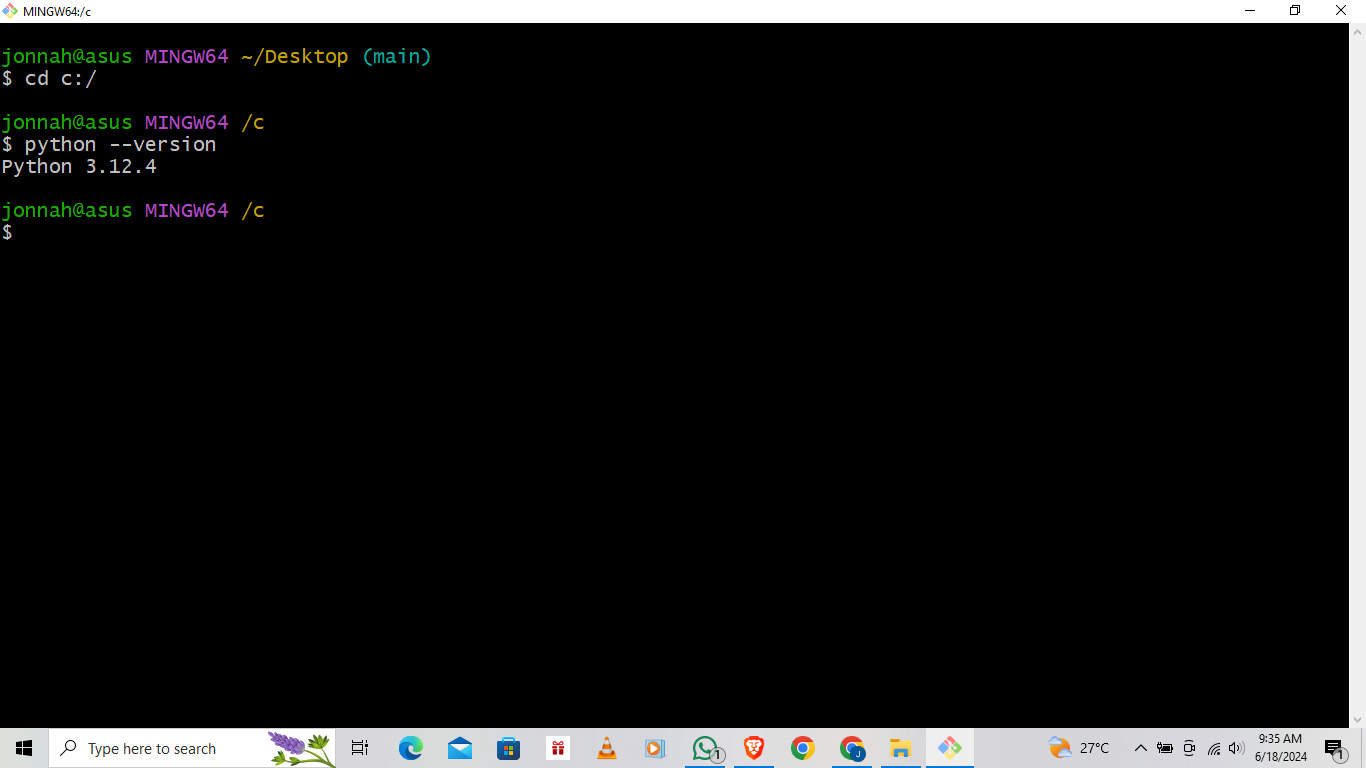 MINGW64:/c
jonnah@asus MINGW64 ~/Desktop (main)
$ cd c:/
jonnah@asus MINGW64 /c
$ python --version
Python 3.12.4
jonnah@asus MINGW64 /c
$
Type here to search
1
J
27°C
9:35 AM
6/18/2024
1